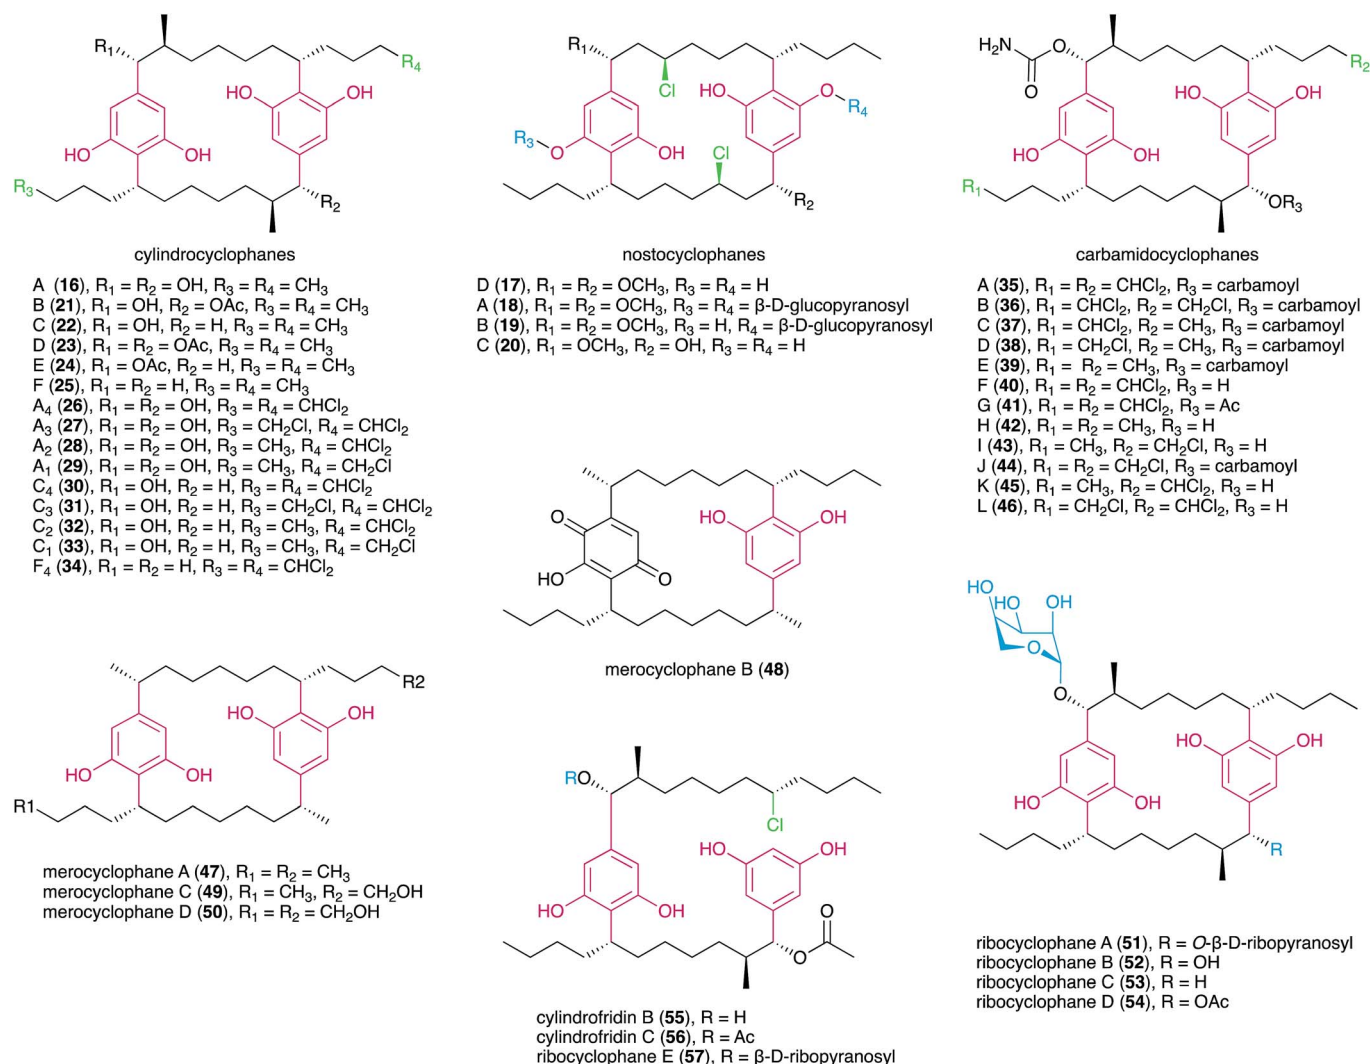 R₁
R₄
HO
OH
HO
OH
R₃
R₂
cylindrocyclophanes
A (16), R₁ = R₂ = OH, R₃ = R₄ = CH₃
B (21), R₁ = OH, R₂ = OAc, R₃ = R₄ = CH₃
C (22), R₁ = OH, R₂ = H, R₃ = R₄ = CH₃
D (23), R₁ = R₂ = OAc, R₃ = R₄ = CH₃
E (24), R₁ = OAc, R₂ = H, R₃ = R₄ = CH₃
F (25), R₁ = R₂ = H, R₃ = R₄ = CH₃
A₄ (26), R₁ = R₂ = OH, R₃ = R₄ = CHCl₂
A₃ (27), R₁ = R₂ = OH, R₃ = CH₂Cl, R₄ = CHCl₂
A₂ (28), R₁ = R₂ = OH, R₃ = CH₃, R₄ = CHCl₂
A₁ (29), R₁ = R₂ = OH, R₃ = CH₃, R₄ = CH₂Cl
C₄ (30), R₁ = OH, R₂ = H, R₃ = R₄ = CHCl₂
C₃ (31), R₁ = OH, R₂ = H, R₃ = CH₂Cl, R₄ = CHCl₂
C₂ (32), R₁ = OH, R₂ = H, R₃ = CH₃, R₄ = CHCl₂
C₁ (33), R₁ = OH, R₂ = H, R₃ = CH₃, R₄ = CH₂Cl
F₄ (34), R₁ = R₂ = H, R₃ = R₄ = CHCl₂
R₁
Cl
HO
O
R₄
R₃
O
OH
Cl
R₂
nostocyclophanes
D (17), R₁ = R₂ = OCH₃, R₃ = R₄ = H
A (18), R₁ = R₂ = OCH₃, R₃ = R₄ = β-D-glucopyranosyl
B (19), R₁ = R₂ = OCH₃, R₃ = H, R₄ = β-D-glucopyranosyl
C (20), R₁ = OCH₃, R₂ = OH, R₃ = R₄ = H
H₂N
O
O
R₂
HO
OH
HO
OH
R₁
OR₃
carbamidocyclophanes
A (35), R₁ = R₂ = CHCl₂, R₃ = carbamoyl
B (36), R₁ = CHCl₂, R₂ = CH₂Cl, R₃ = carbamoyl
C (37), R₁ = CHCl₂, R₂ = CH₃, R₃ = carbamoyl
D (38), R₁ = CH₂Cl, R₂ = CH₃, R₃ = carbamoyl
E (39), R₁ = R₂ = CH₃, R₃ = carbamoyl
F (40), R₁ = R₂ = CHCl₂, R₃ = H
G (41), R₁ = R₂ = CHCl₂, R₃ = Ac
H (42), R₁ = R₂ = CH₃, R₃ = H
I (43), R₁ = CH₃, R₂ = CH₂Cl, R₃ = H
J (44), R₁ = R₂ = CH₂Cl, R₃ = carbamoyl
K (45), R₁ = CH₃, R₂ = CHCl₂, R₃ = H
L (46), R₁ = CH₂Cl, R₂ = CHCl₂, R₃ = H
O
HO
O
HO
OH
merocyclophane B (48)
R2
HO
OH
HO
OH
R1
merocyclophane A (47), R₁ = R₂ = CH₃
merocyclophane C (49), R₁ = CH₃, R₂ = CH₂OH
merocyclophane D (50), R₁ = R₂ = CH₂OH
RO
Cl
HO
OH
HO
OH
O
O
cylindrofridin B (55), R = H
cylindrofridin C (56), R = Ac
ribocyclophane E (57), R = β-D-ribopyranosyl
HO
HO
OH
O
O
HO
OH
HO
OH
R
ribocyclophane A (51), R = O-β-D-ribopyranosyl
ribocyclophane B (52), R = OH
ribocyclophane C (53), R = H
ribocyclophane D (54), R = OAc